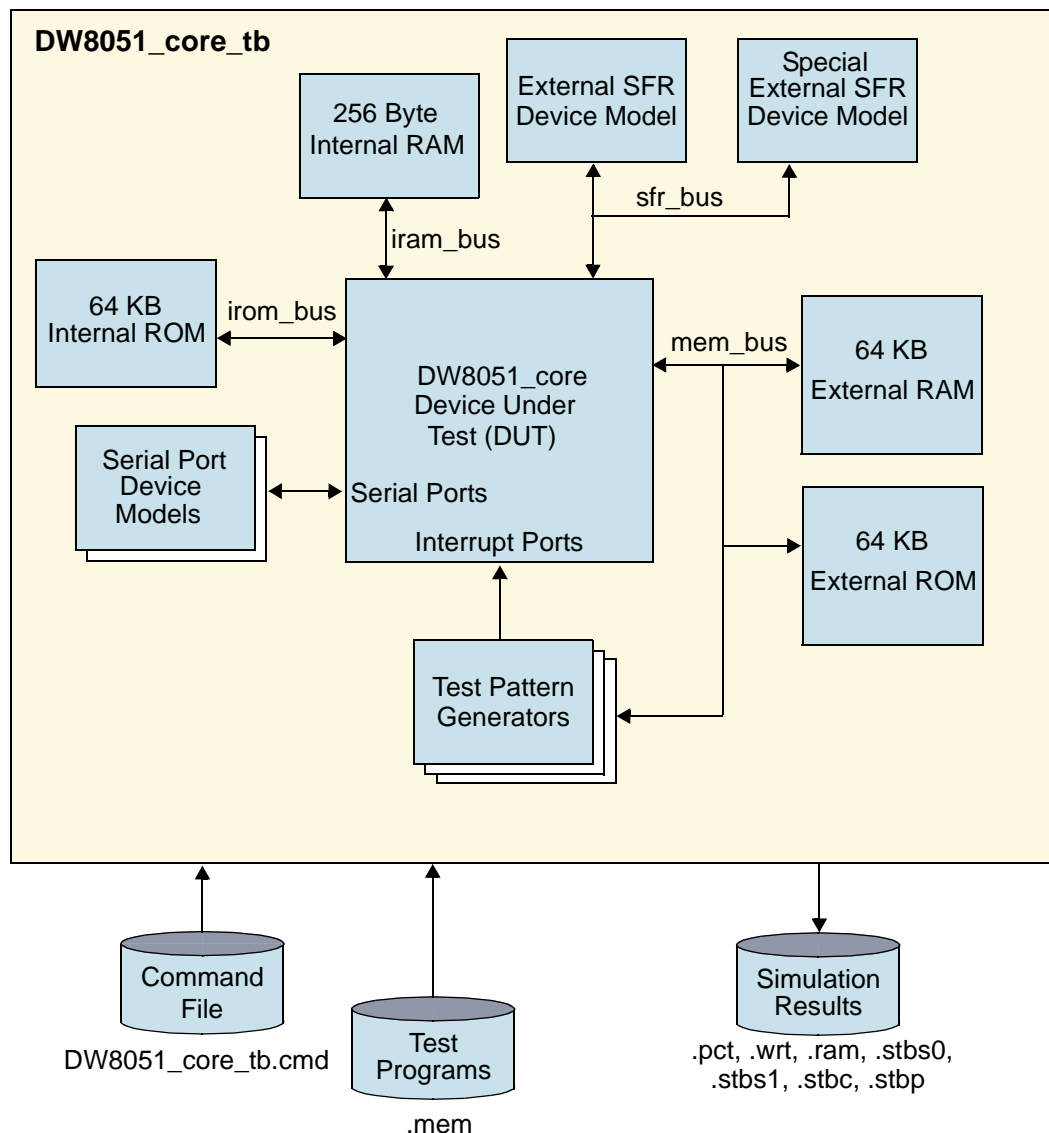 DW8051_core_tb
256 Byte
Internal RAM
External SFR
Device Model
Special
External SFR
Device Model
sfr_bus
iram_bus
64 KB
Internal ROM
irom_bus
mem_bus
64 KB
External RAM
DW8051_core
Device Under
Test (DUT)
Serial Port
Device
Models
Serial Ports
Interrupt Ports
64 KB
External ROM
Test Pattern
Generators
Command
File
DW8051_core_tb.cmd
Test
Programs
.mem
Simulation
Results
.pct, .wrt, .ram, .stbs0,
.stbs1, .stbc, .stbp